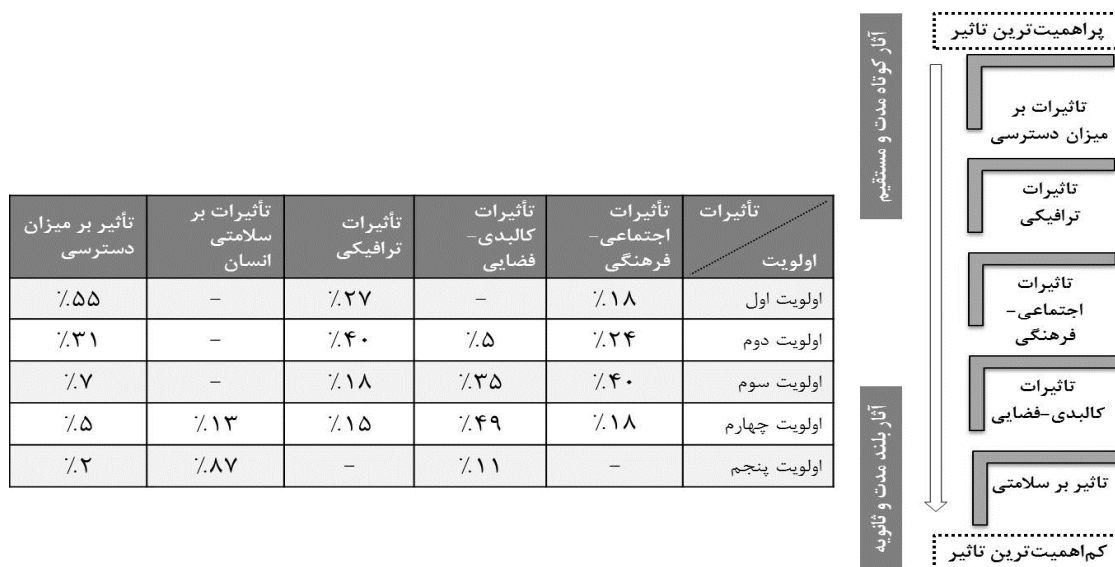 پراهمیت‌ترین تاثیر
آثار کوتاه مدت و مستقیم
تاثیرات بر
میزان دسترسی
تاثیرات
ترافیکی
تاثیرات
اجتماعی-
فرهنگی
تاثیرات
کالبدی-فضایی
تاثیر بر سلامتی
کم‌اهمیت‌ترین تاثیر
آثار بلند مدت و ثانویه
تأثیرات
اولویت
تأثیرات
اجتماعی-
فرهنگی
تأثیرات
کالبدی-
فضایی
تأثیرات
ترافیکی
تأثیرات بر
سلامتی
انسان
تأثیر بر میزان
دسترسی
اولویت اول ٪۱۸ - ٪۲۷ - ٪۵۵
اولویت دوم ٪۲۴ ٪۵ ٪۴۰ - ٪۳۱
اولویت سوم ٪۴۰ ٪۳۵ ٪۱۸ - ٪۷
اولویت چهارم ٪۱۸ ٪۴۹ ٪۱۵ ٪۱۳ ٪۵
اولویت پنجم - ٪۱۱ - ٪۸۷ ٪۲